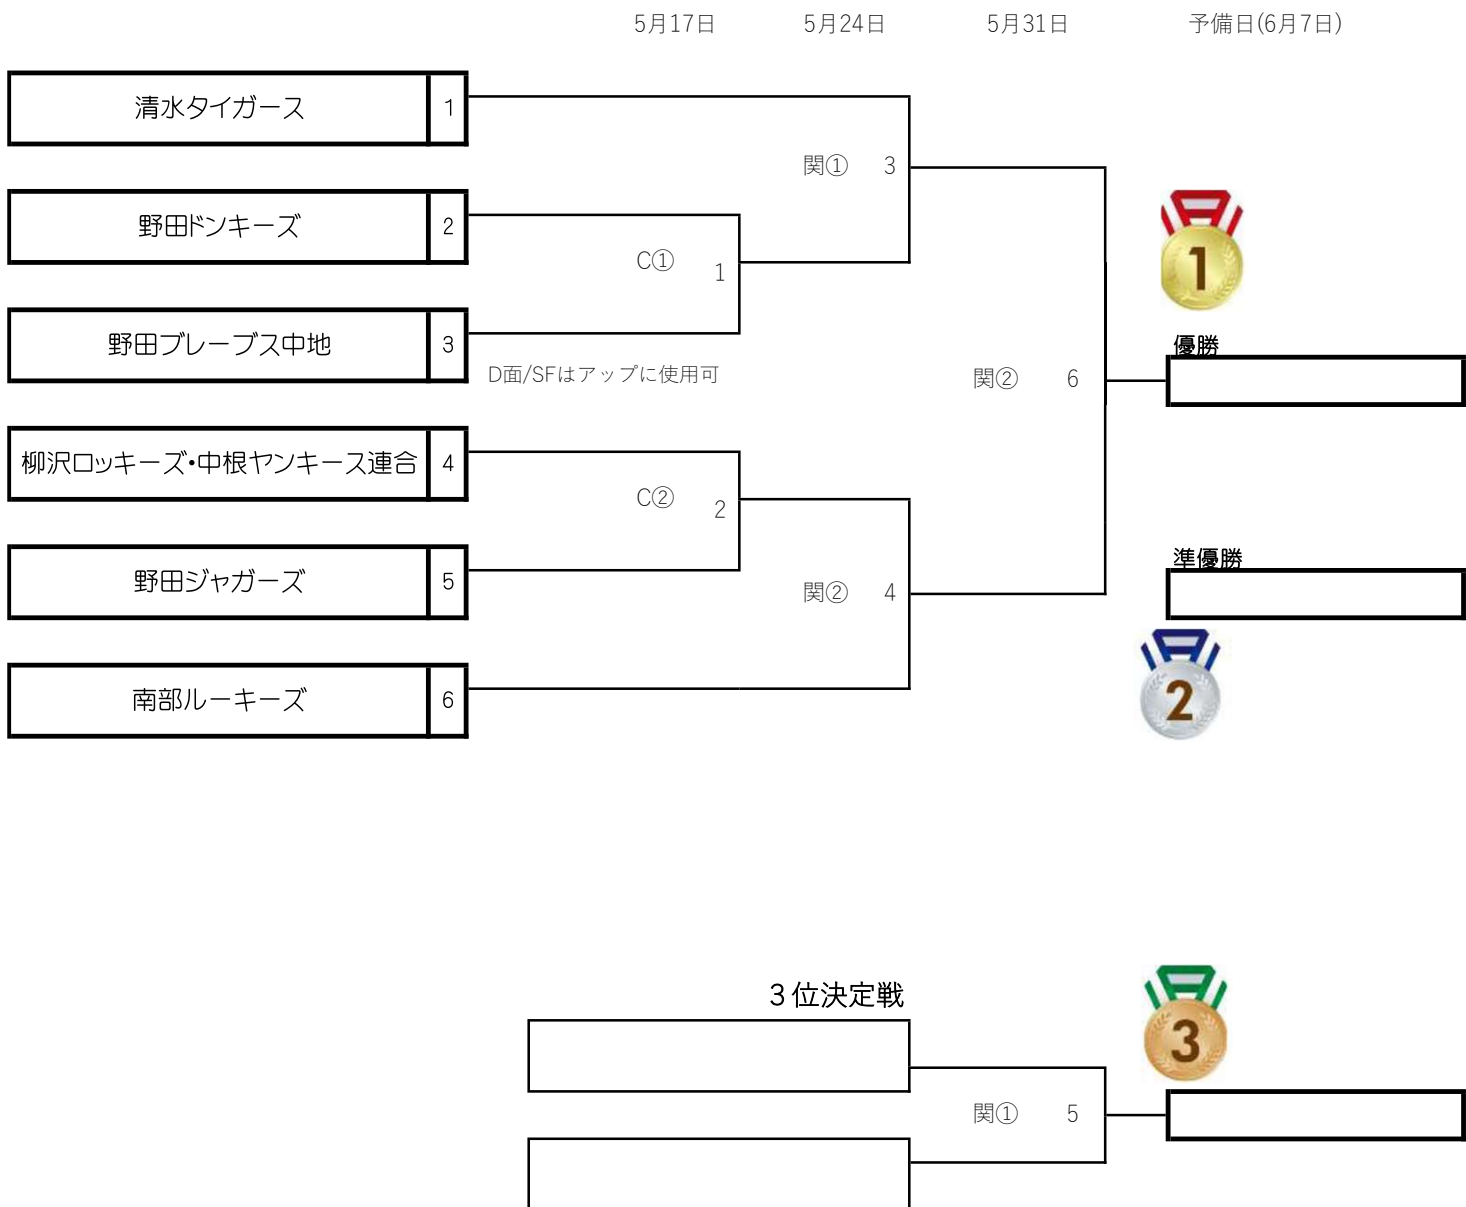 5月17日 5月24日 5月31日 予備日(6月7日)
清水タイガース 1
関① 3
野田ドンキーズ 2
C① 1
1
野田ブレーブス中地 3
優勝
D面/SFはアップに使用可
関② 6
柳沢ロッキーズ・中根ヤンキース連合 4
C② 2
準優勝
野田ジャガーズ 5
関② 4
南部ルーキーズ 6
2
3位決定戦
3
関① 5